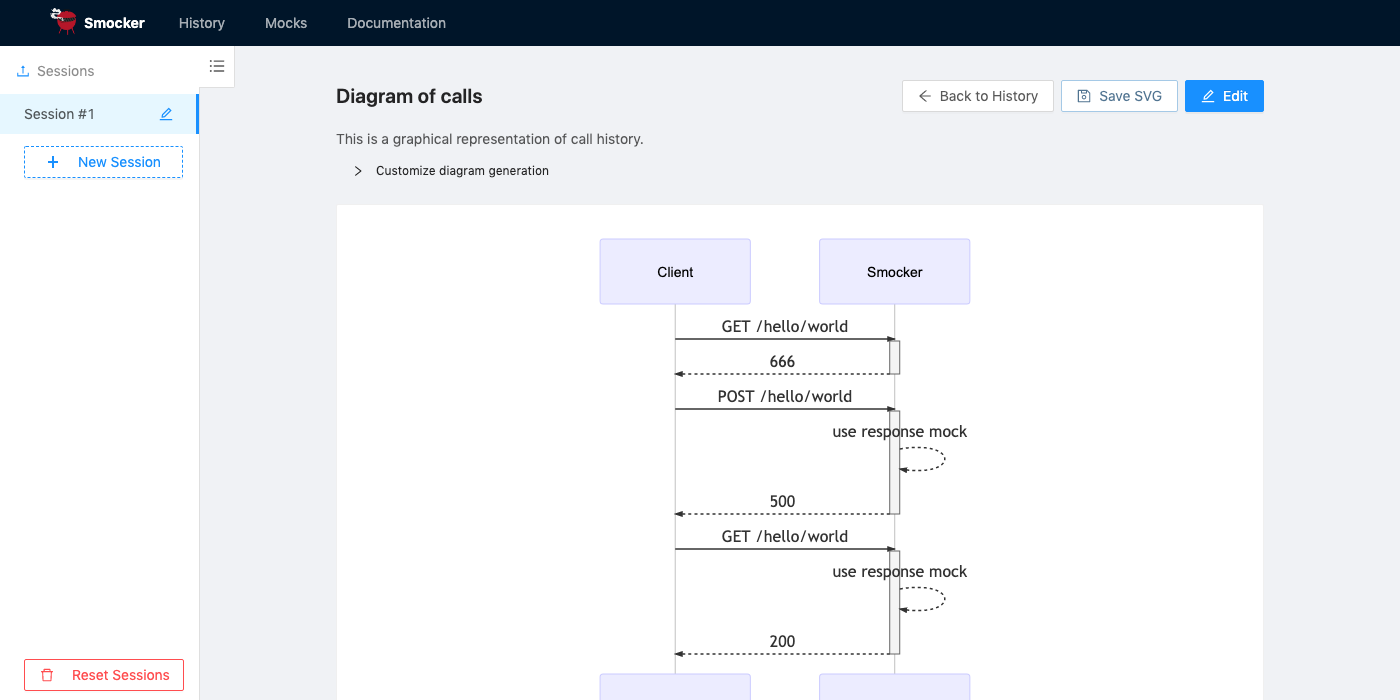 Smocker History Mocks Documentation
Sessions
Session #1
New Session
Reset Sessions
Diagram of calls
Back to History Save SVG Edit
This is a graphical representation of call history.
Customize diagram generation
Client Smocker
GET /hello/world
666
POST /hello/world
use response mock
500
GET /hello/world
use response mock
200